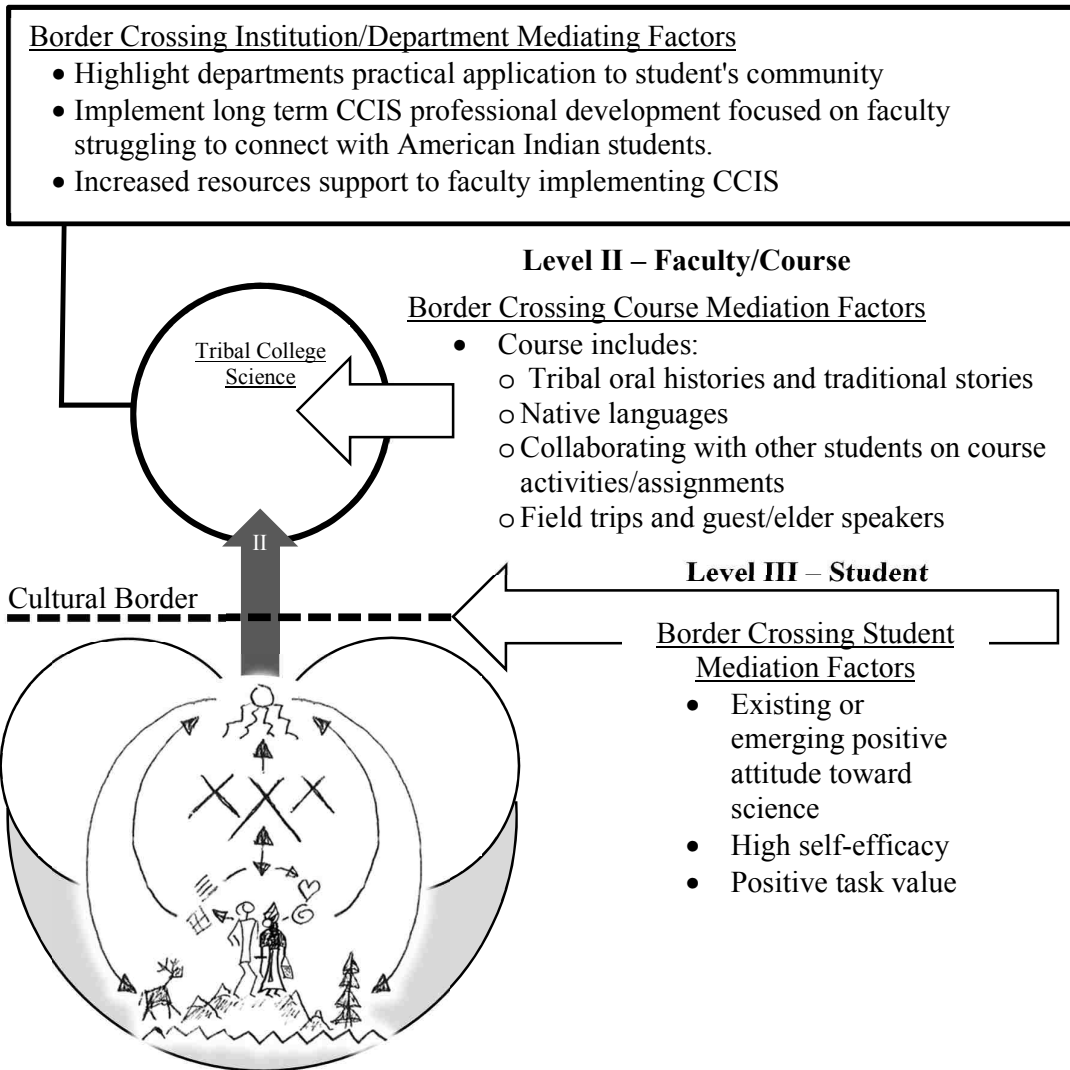 Border Crossing Institution/Department Mediating Factors
• Highlight departments practical application to student's community
• Implement long term CCIS professional development focused on faculty
struggling to connect with American Indian students.
• Increased resources support to faculty implementing CCIS
Level II – Faculty/Course
Border Crossing Course Mediation Factors
• Course includes:
o Tribal oral histories and traditional stories
o Native languages
o Collaborating with other students on course
activities/assignments
o Field trips and guest/elder speakers
Tribal College
Science
II
Level III – Student
Cultural Border
Border Crossing Student
Mediation Factors
• Existing or
emerging positive
attitude toward
science
• High self-efficacy
• Positive task value